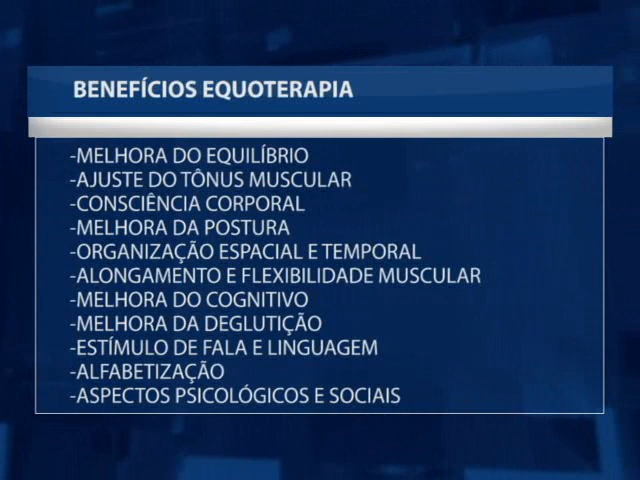 BENEFÍCIOS EQUOTERAPIA
-MELHORA DO EQUILÍBRIO
-AJUSTE DO TÔNUS MUSCULAR
-CONSCIÊNCIA CORPORAL
-MELHORA DA POSTURA
-ORGANIZAÇÃO ESPACIAL E TEMPORAL
-ALONGAMENTO E FLEXIBILIDADE MUSCULAR
-MELHORA DO COGNITIVO
-MELHORA DA DEGLUTIÇÃO
-ESTÍMULO DE FALA E LINGUAGEM
-ALFABETIZAÇÃO
-ASPECTOS PSICOLÓGICOS E SOCIAIS